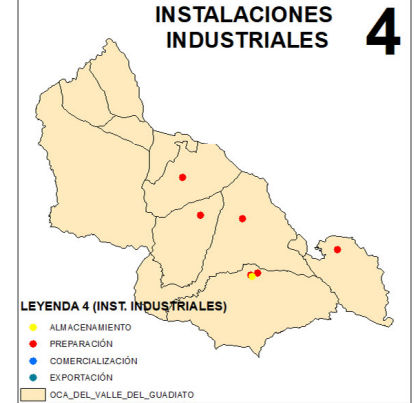 INSTALACIONES
INDUSTRIALES
4
LEYENDA 4 (INST. INDUSTRIALES)
ALMACENAMIENTO
PREPARACIÓN
COMERCIALIZACIÓN
EXPORTACIÓN
OCA_DEL_VALLE_DEL_GUADIATO